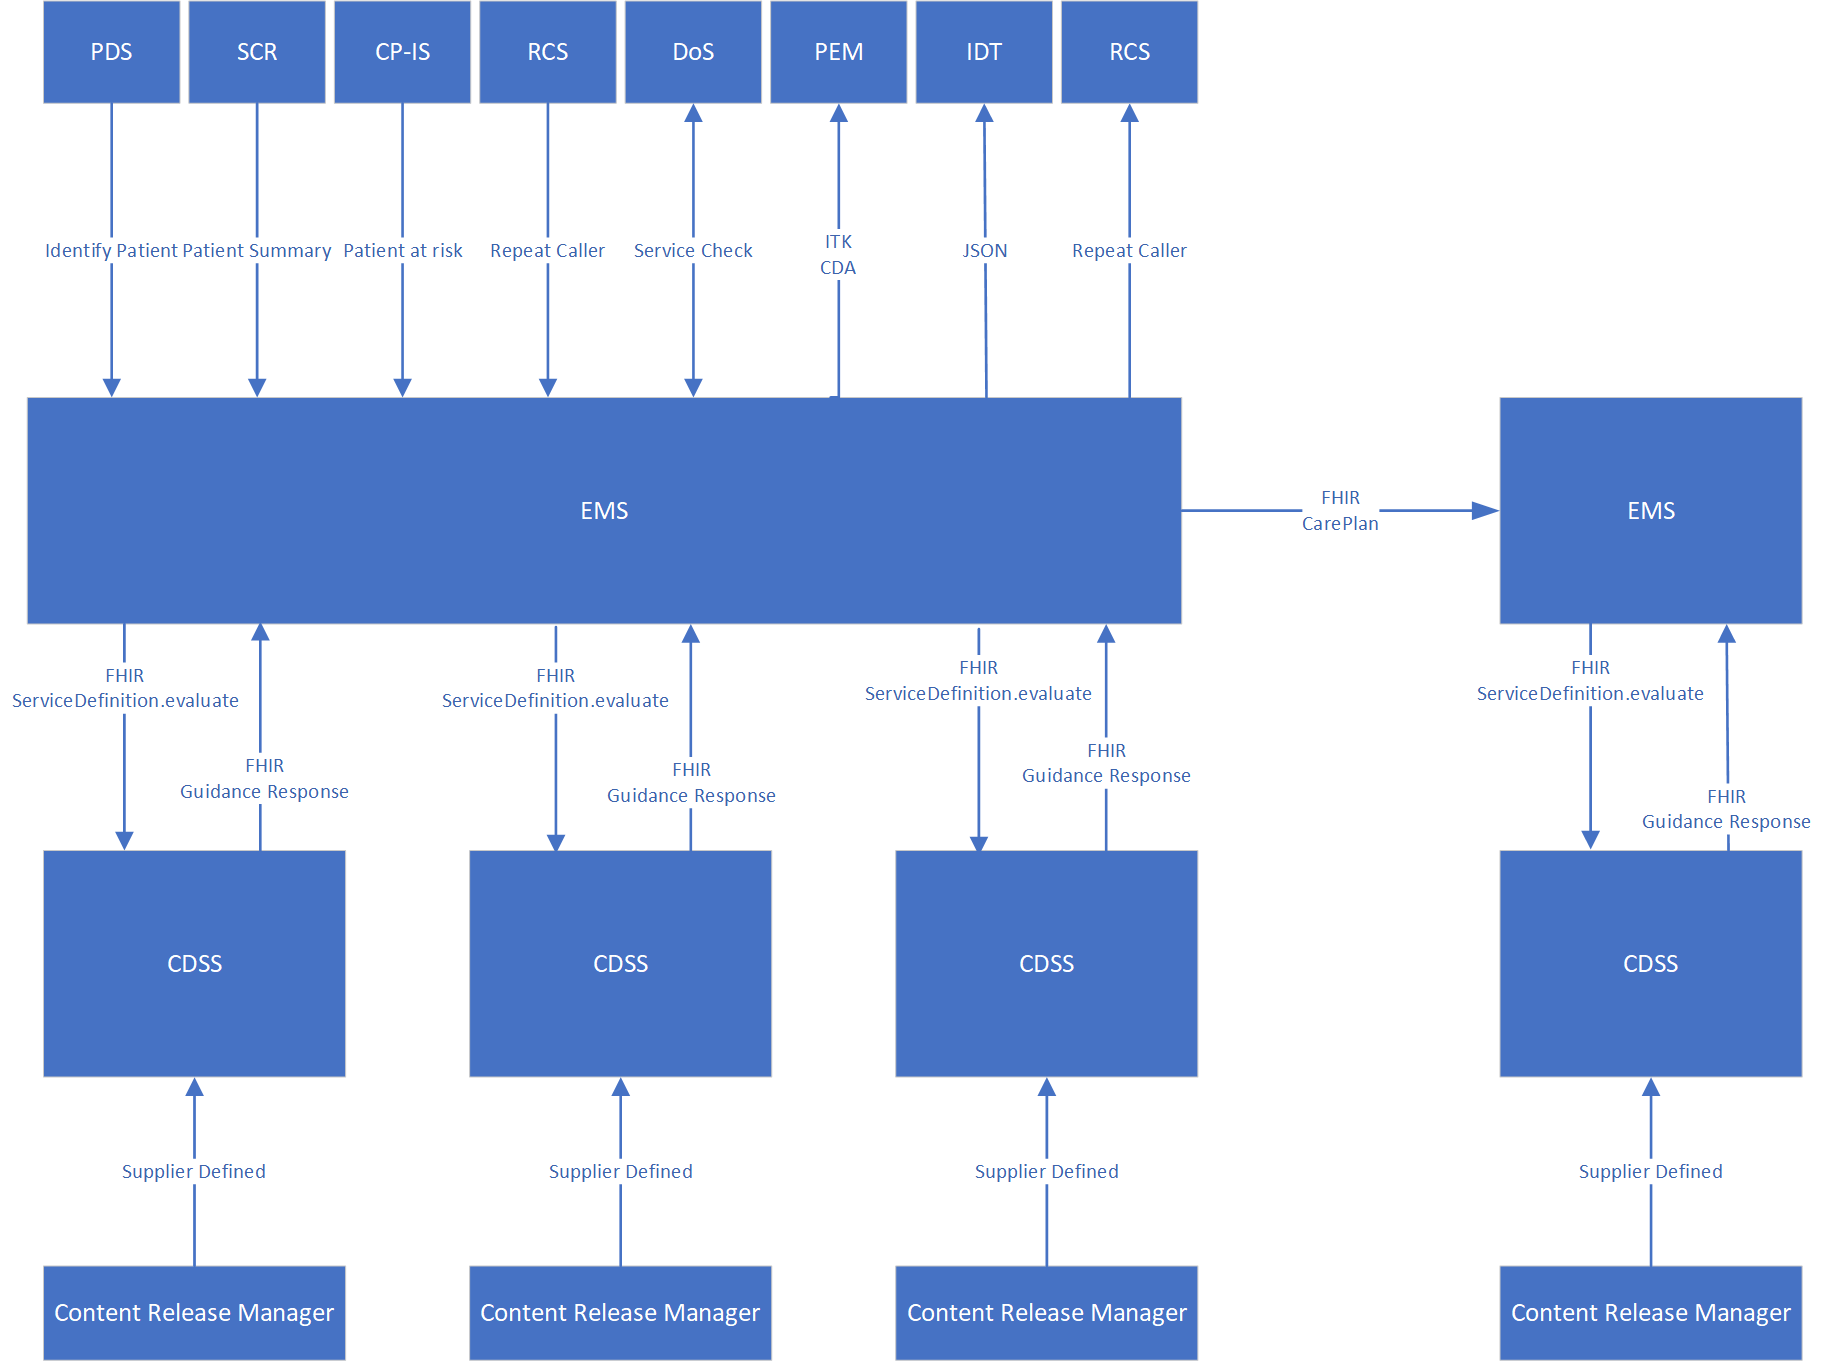 PDS
SCR
CP-IS
RCS
DoS
PEM
IDT
RCS
Identify Patient
Patient Summary
Patient at risk
Repeat Caller
Service Check
ITK
CDA
JSON
Repeat Caller
EMS
FHIR
CarePlan
EMS
FHIR
ServiceDefinition.evaluate
FHIR
Guidance Response
FHIR
ServiceDefinition.evaluate
FHIR
Guidance Response
FHIR
ServiceDefinition.evaluate
FHIR
Guidance Response
FHIR
ServiceDefinition.evaluate
FHIR
Guidance Response
CDSS
CDSS
CDSS
CDSS
Supplier Defined
Supplier Defined
Supplier Defined
Supplier Defined
Content Release Manager
Content Release Manager
Content Release Manager
Content Release Manager